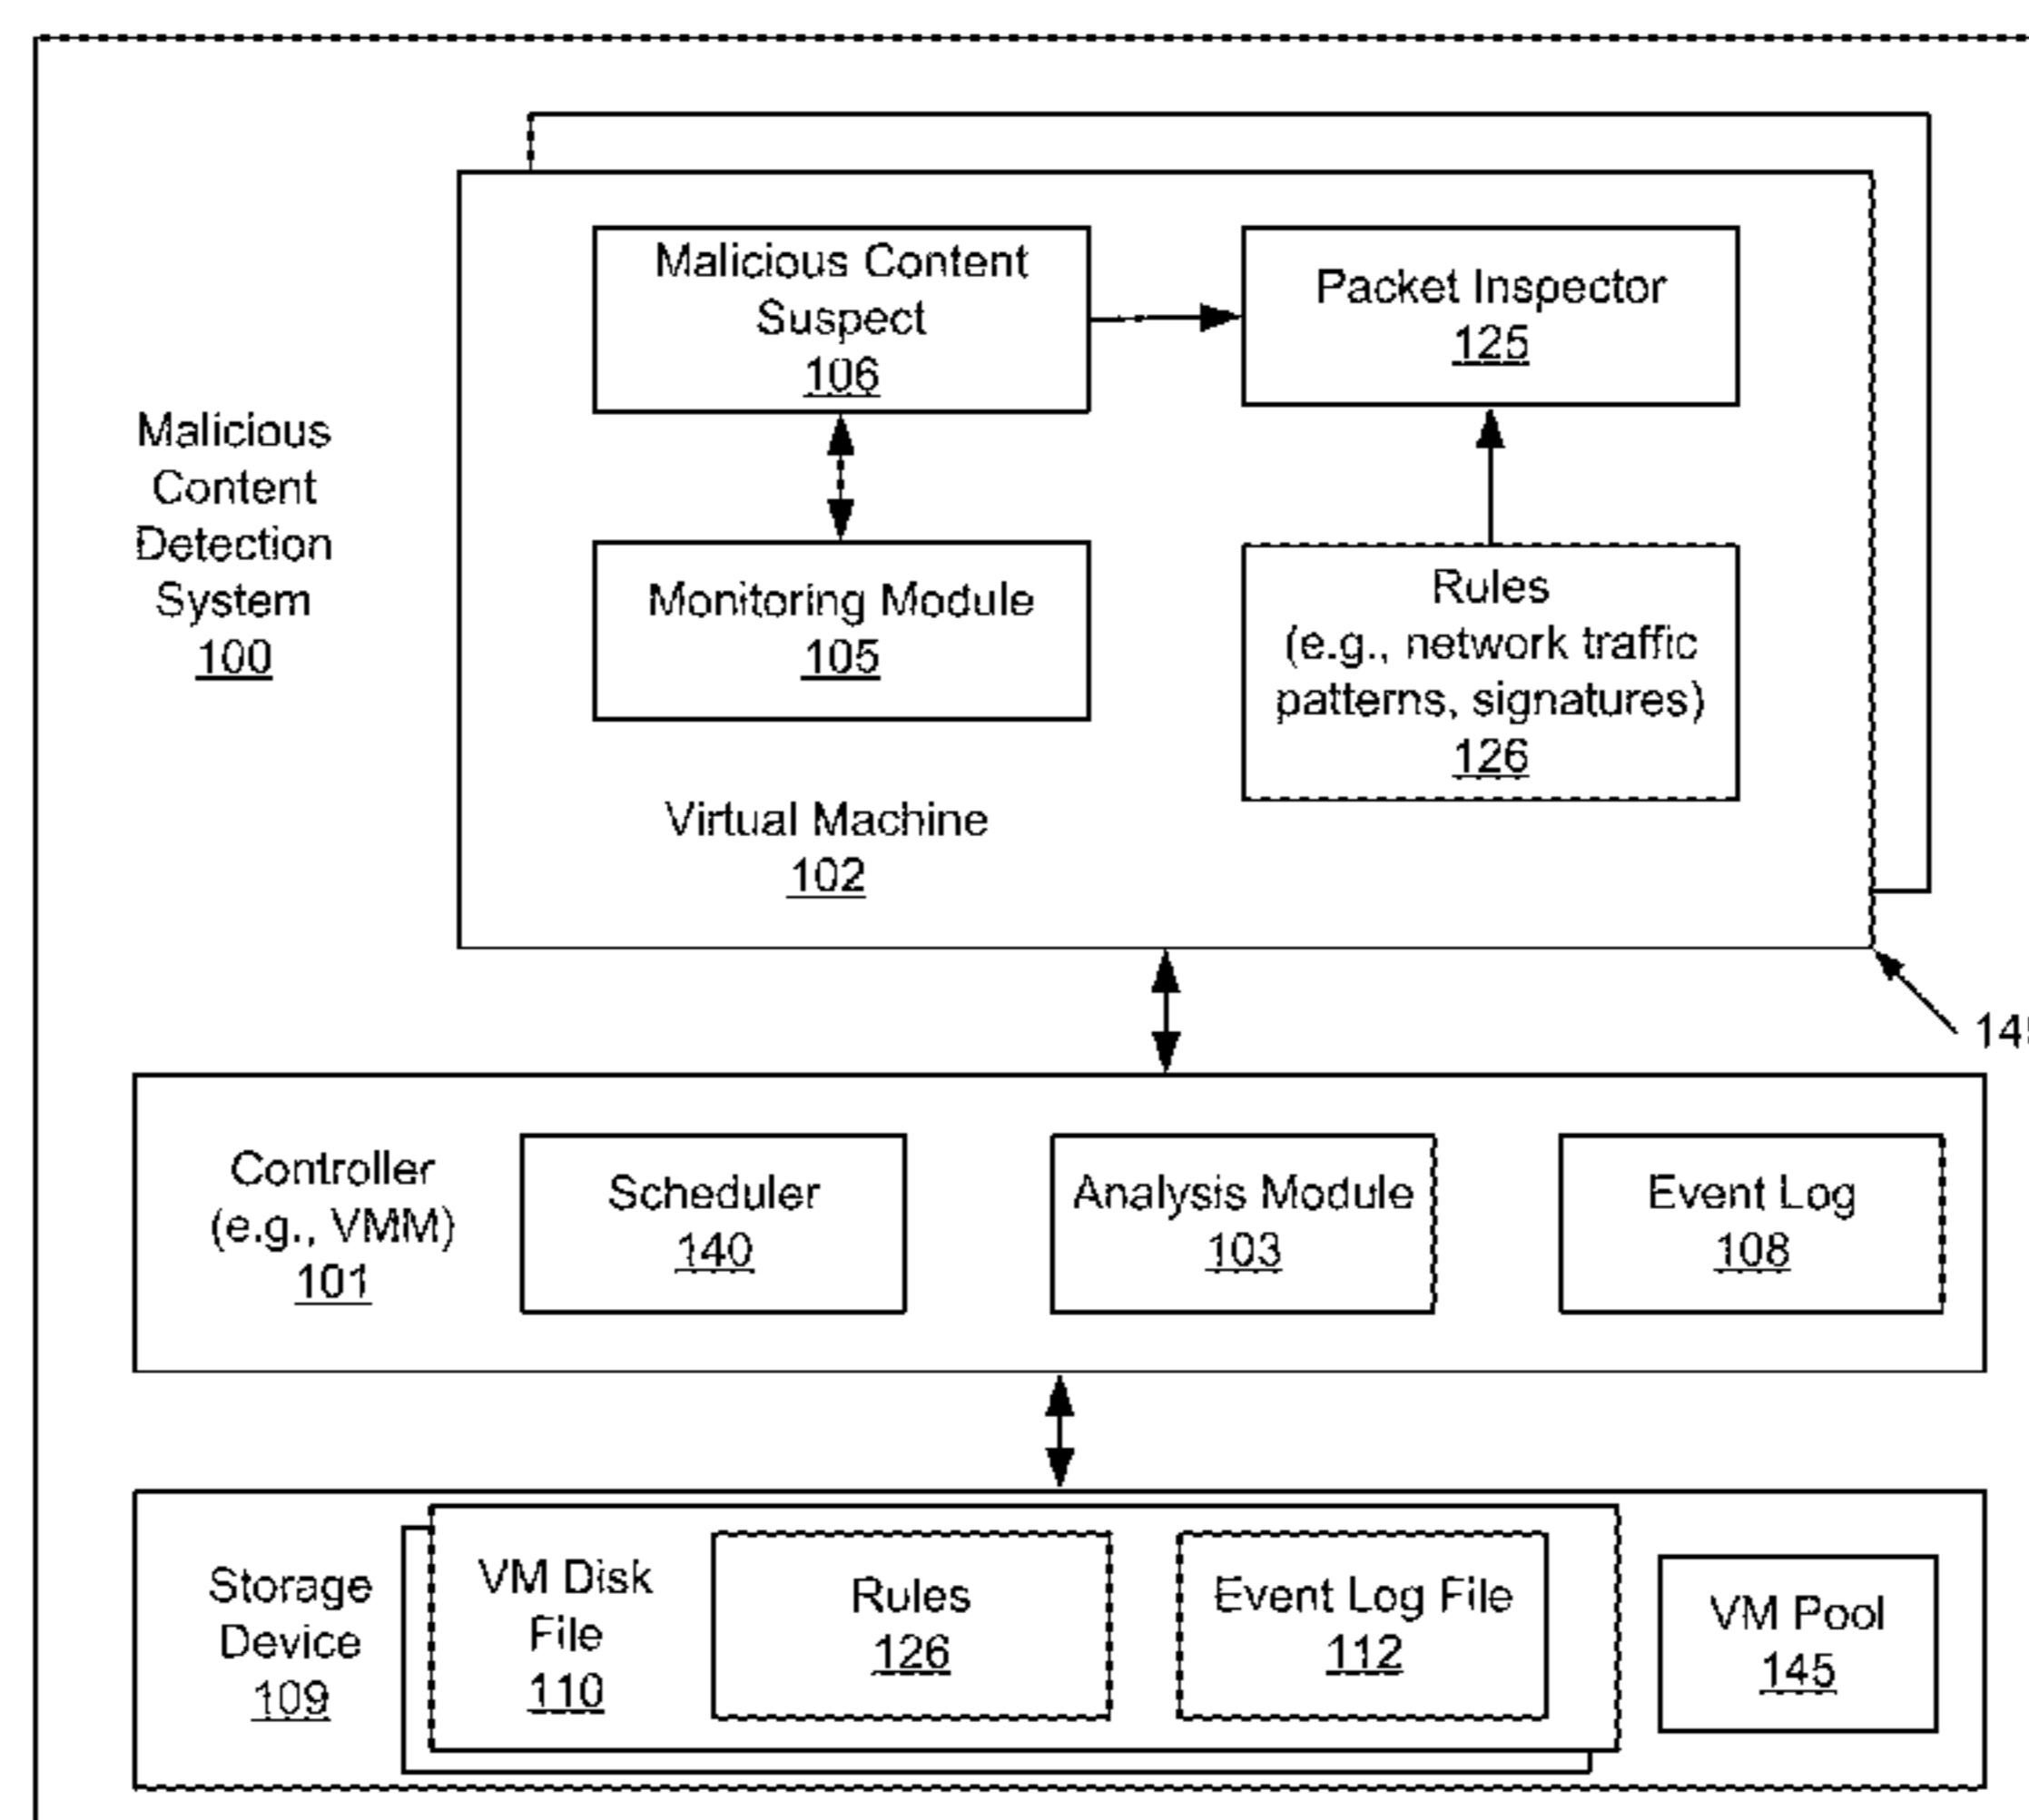 Malicious Content
Suspect
106
Packet Inspector
125
Malicious
Content
Detection
System
100
Monitoring Module
105
Rules
(e.g., network traffic
patterns, signatures)
126
Virtual Machine
102
Controller
(e.g., VMM)
101
Scheduler
140
Analysis Module
103
Event Log
108
Storage
Device
109
VM Disk
File
110
Rules
126
Event Log File
112
VM Pool
145